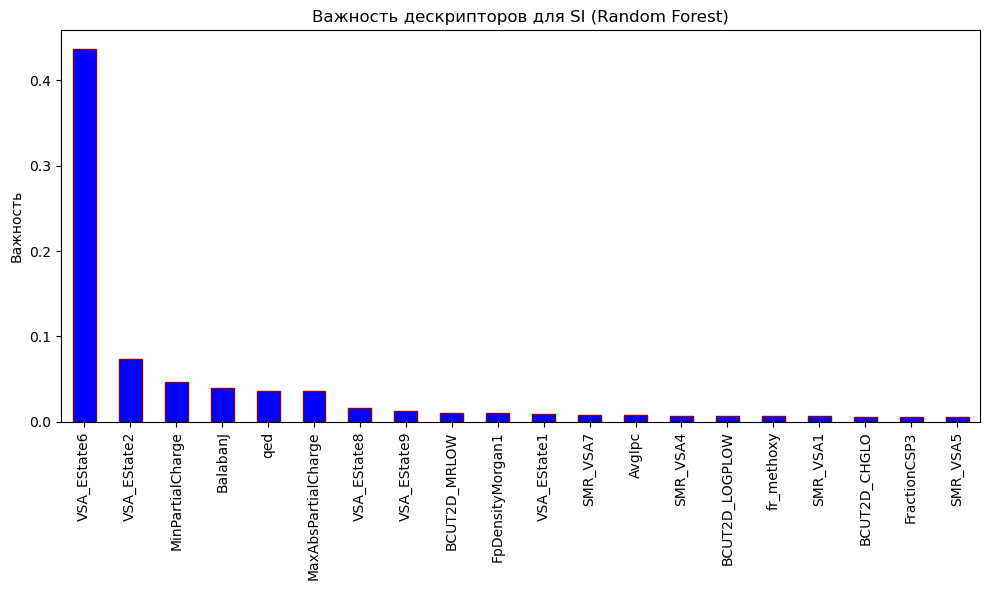 Важность дескрипторов для SI (Random Forest)
Важность
0.4
0.3
0.2
0.1
0.0
VSA_EState6
VSA_EState2
MinPartialCharge
BalabanJ
qed
MaxAbsPartialCharge
VSA_EState8
VSA_EState9
BCUT2D_MRLOW
FpDensityMorgan1
VSA_EState1
SMR_VSA7
AvgIpc
SMR_VSA4
BCUT2D_LOGPLOW
fr_methoxy
SMR_VSA1
BCUT2D_CHGLO
FractionCSP3
SMR_VSA5